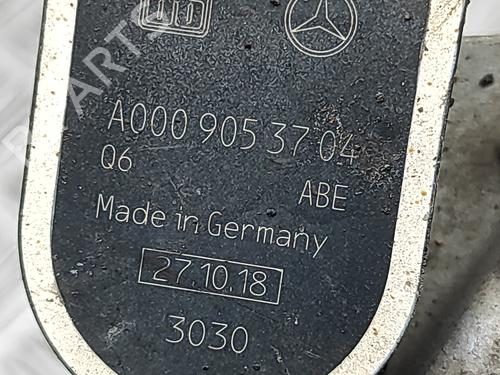 A000 905 37 04
Q6
ABE
Made in Germany
27.10.18
3030